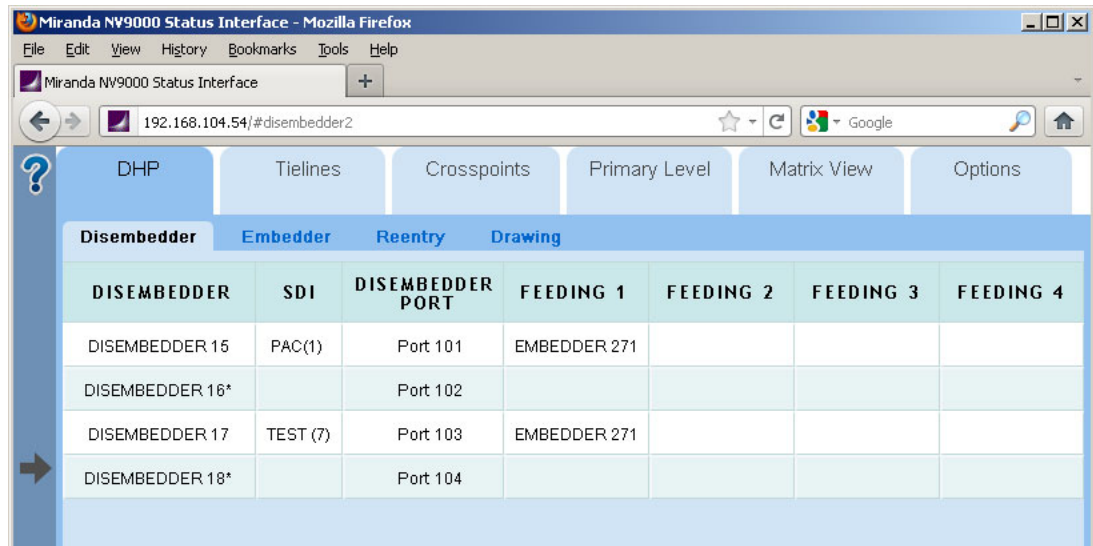 Miranda NV9000 Status Interface - Mozilla Firefox
File Edit View History Bookmarks Tools Help
Miranda NV9000 Status Interface +
192.168.104.54/#disembedder2 Google
? DHP Tielines Crosspoints Primary Level Matrix View Options
Disembedder Embedder Reentry Drawing
DISEMBEDDER SDI DISEMBEDDER PORT FEEDING 1 FEEDING 2 FEEDING 3 FEEDING 4
DISEMBEDDER 15 PAC(1) Port 101 EMBEDDER 271
DISEMBEDDER 16* Port 102
DISEMBEDDER 17 TEST (7) Port 103 EMBEDDER 271
DISEMBEDDER 18* Port 104